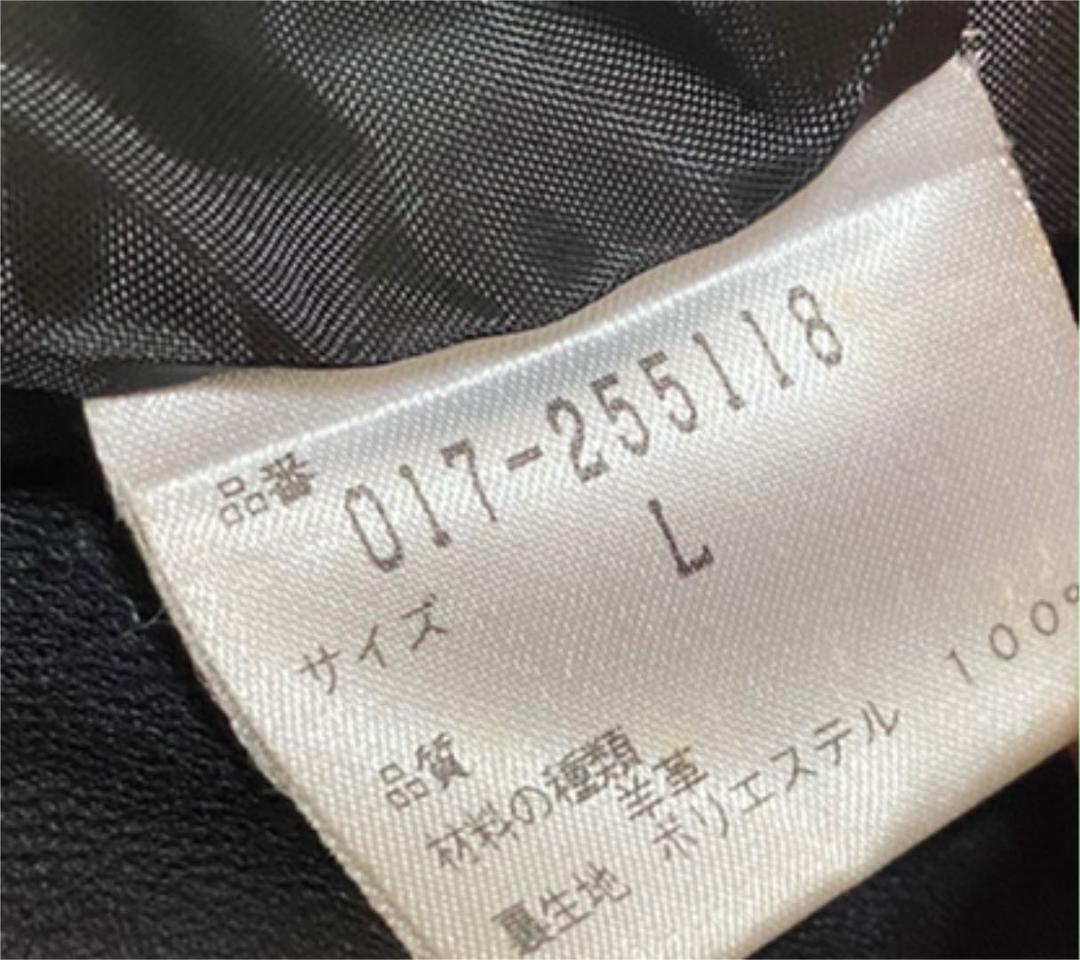 品番 017-255118
サイズ L
品質
材料の種類 羊革
裏生地 ポリエステル 100%